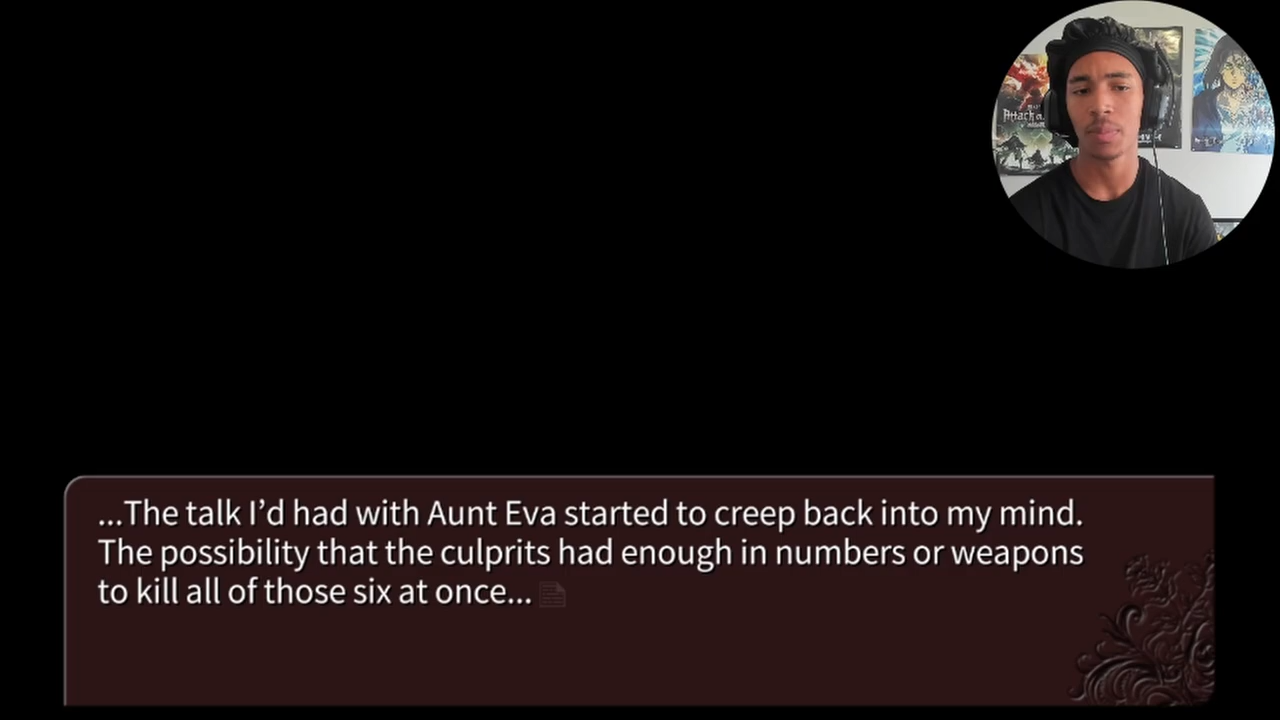 Attack
...The talk I’d had with Aunt Eva started to creep back into my mind.
The possibility that the culprits had enough in numbers or weapons
to kill all of those six at once...